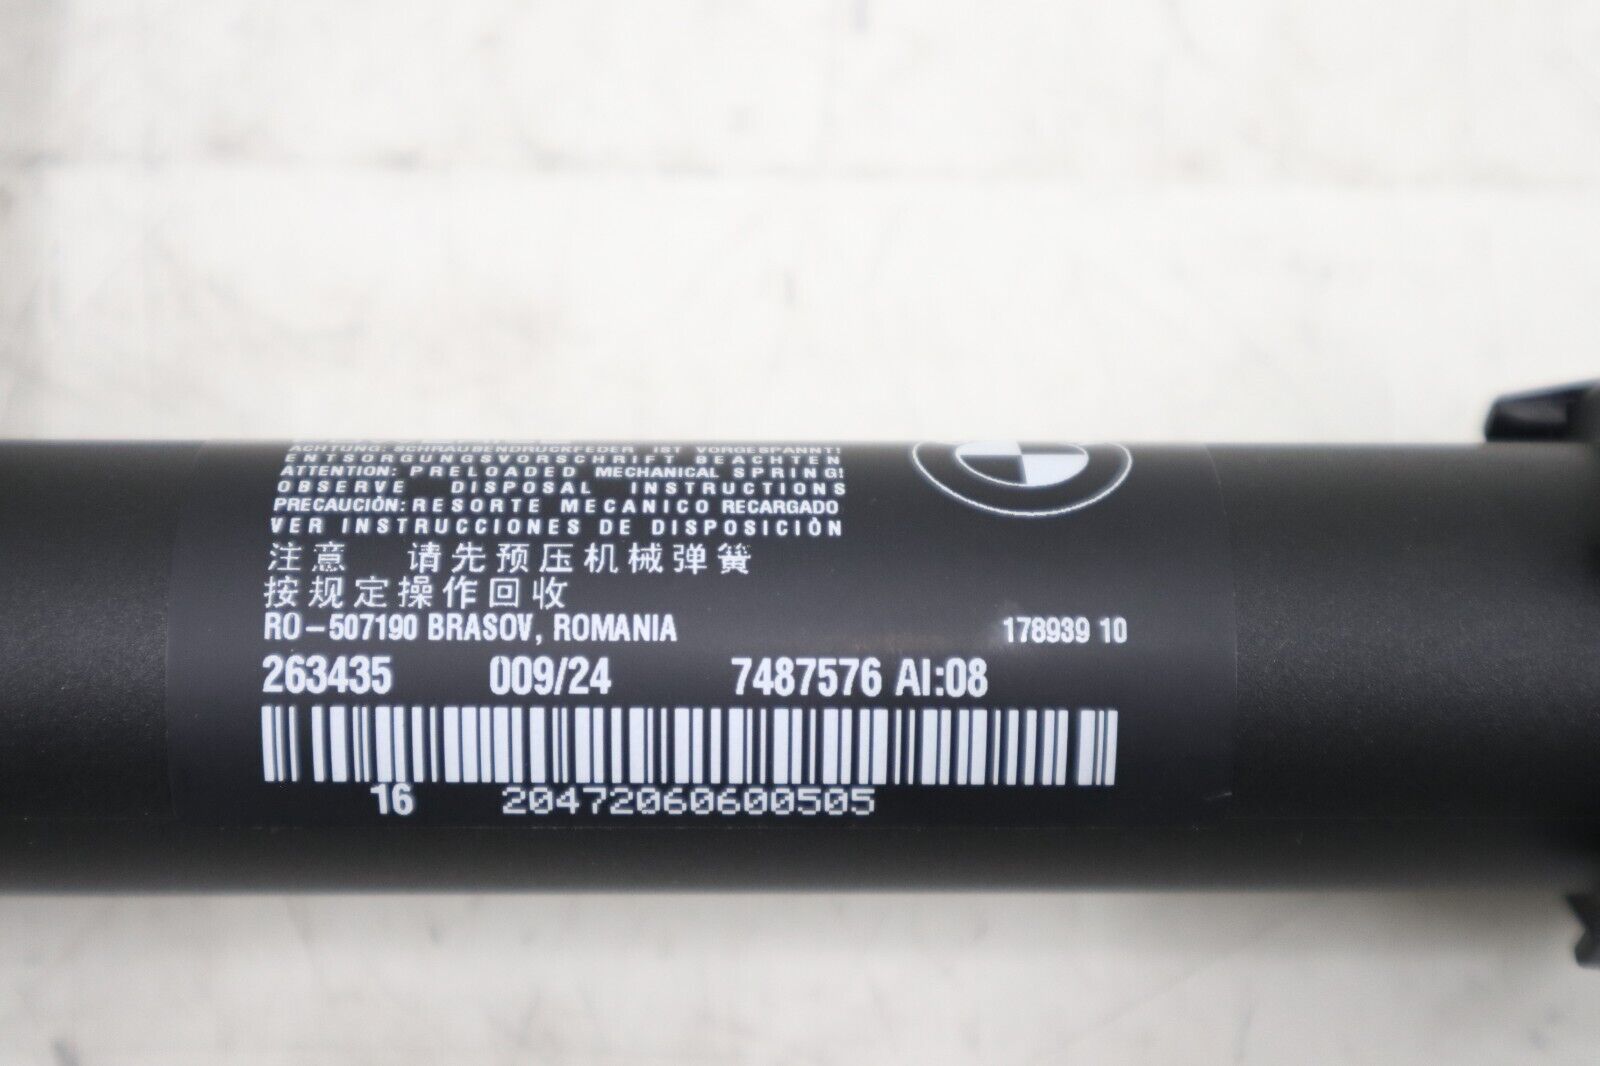 ACHTUNG: SCHRAUBENDRUCKFEDER IST VORGESPANNT!
ENTSORGUNGSVORSCHRIFT BEACHTEN
ATTENTION: PRELOADED MECHANICAL SPRING!
OBSERVE DISPOSAL INSTRUCTIONS
PRECAUCIÒN: RESORTE MECANICO RECARGADO
VER INSTRUCCIONES DE DISPOSICIÒN
注意 请先预压机械弹簧
按规定操作回收
RO-507190 BRASOV, ROMANIA 178939 10
263435 009/24 7487576 AI:08
16 20472060600505